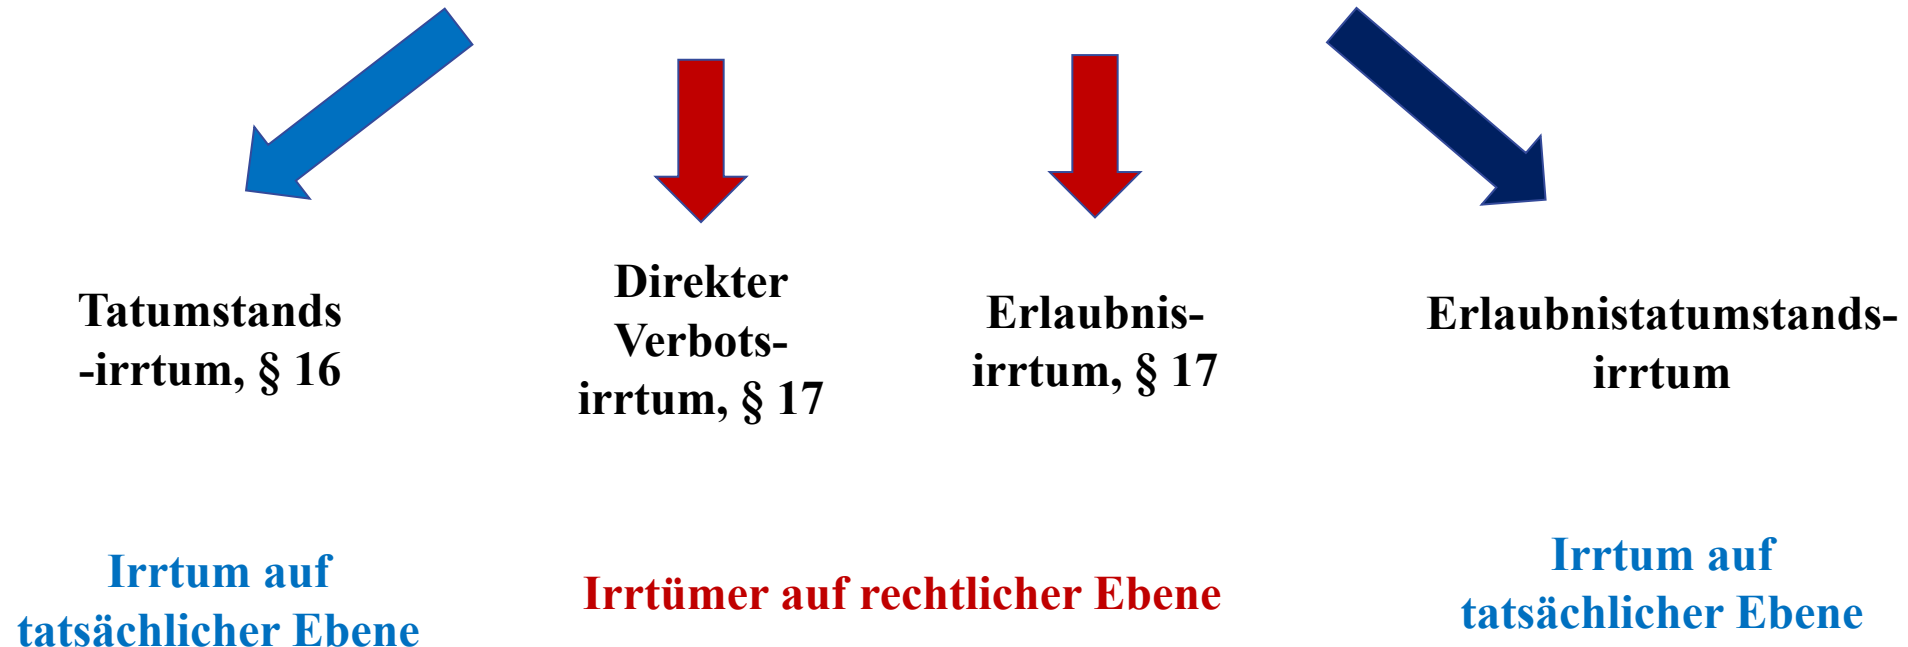 Tatumstands
-irrtum, § 16
Direkter
Verbots-
irrtum, § 17
Erlaubnis-
irrtum, § 17
Erlaubnistatumstands-
irrtum
Irrtum auf
tatsächlicher Ebene
Irrtümer auf rechtlicher Ebene
Irrtum auf
tatsächlicher Ebene